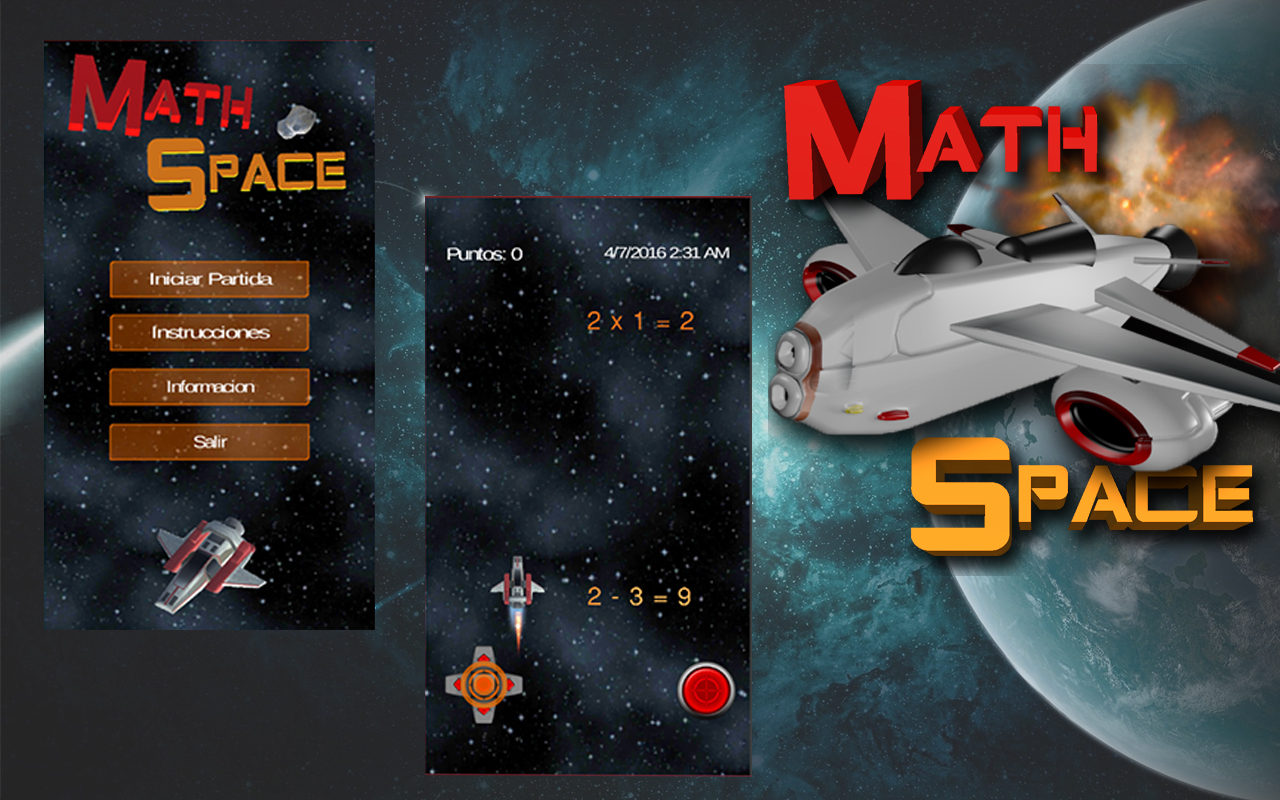 MATH
SPACE
Iniciar Partida
Instrucciones
Informacion
Salir
Puntos: 0
4/7/2016 2:31 AM
2 x 1 = 2
2 - 3 = 9
MATH
SPACE